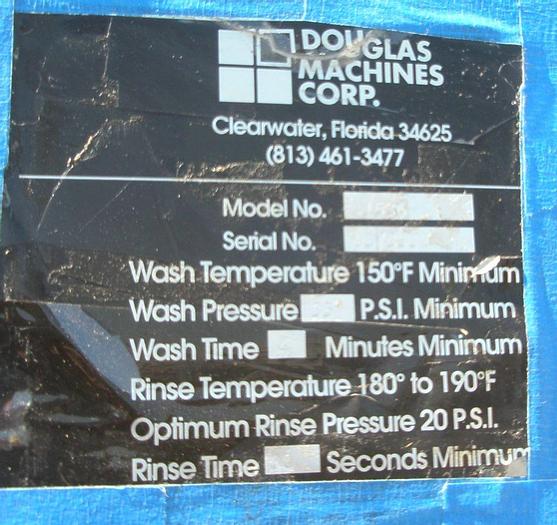 DOUGLAS
MACHINES
CORP.
Clearwater, Florida 34625
(813) 461-3477
Model No.
Serial No.
Wash Temperature 150°F Minimum
Wash Pressure P.S.I. Minimum
Wash Time Minutes Minimum
Rinse Temperature 180° to 190°F
Optimum Rinse Pressure 20 P.S.I.
Rinse Time Seconds Minimum